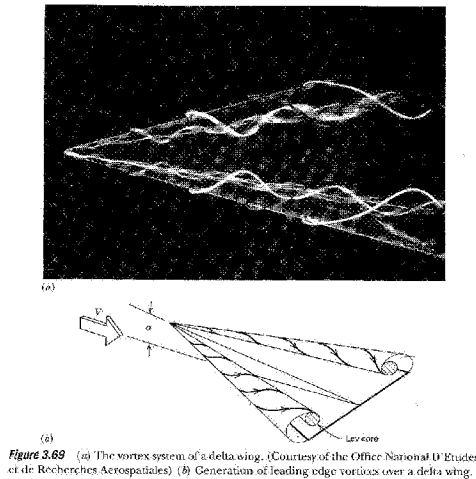 (a)
V
α
Lev core
(b)
Figure 3.69 (a) The vortex system of a delta wing. (Courtesy of the Office National D'Etudes
et de Recherches Aerospatiales) (b) Generation of leading edge vortices over a delta wing.